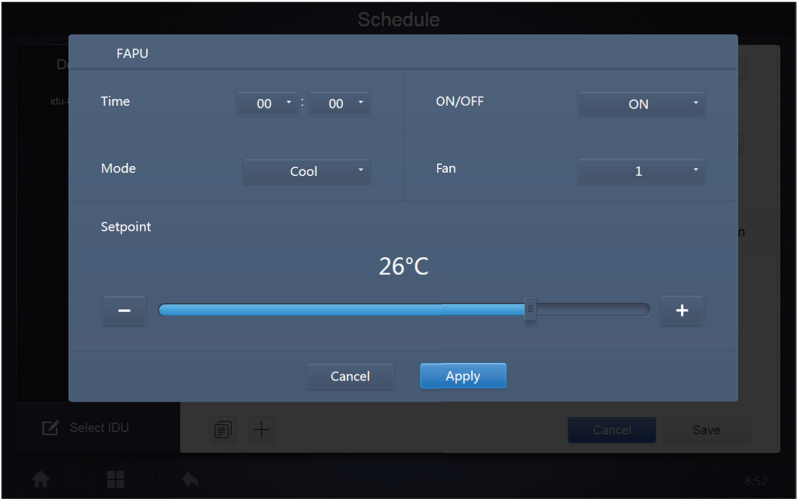 Schedule
FAPU
Time 00 : 00 ON/OFF ON
Mode Cool Fan 1
Setpoint
26°C
− +
Cancel Apply
Select IDU Cancel Save
8:52